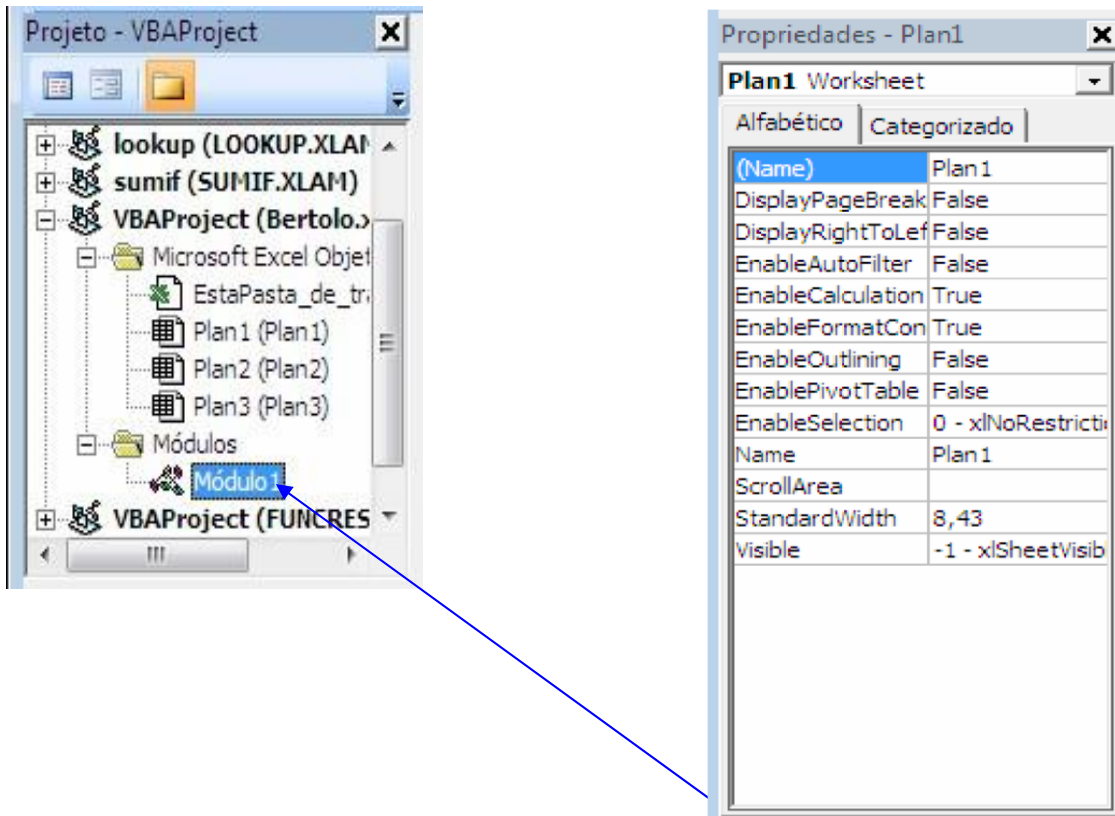 Projeto - VBAProject
lookup (LOOKUP.XLAM
sumif (SUMIF.XLAM)
VBAProject (Bertolo.x
Microsoft Excel Objet
EstaPasta_de_tra
Plan1 (Plan1)
Plan2 (Plan2)
Plan3 (Plan3)
Módulos
Módulo1
VBAProject (FUNCRES
Propriedades - Plan1
Plan1 Worksheet
Alfabético Categorizado
(Name) Plan1
DisplayPageBreak False
DisplayRightToLef False
EnableAutoFilter False
EnableCalculation True
EnableFormatCon True
EnableOutlining False
EnablePivotTable False
EnableSelection 0 - xlNoRestrictio
Name Plan1
ScrollArea
StandardWidth 8,43
Visible -1 - xlSheetVisib